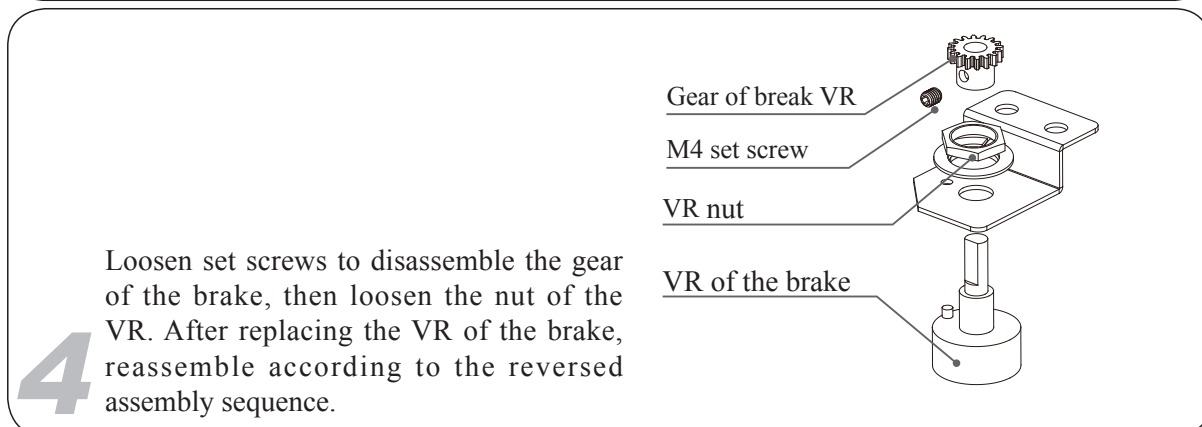 Gear of break VR
M4 set screw
VR nut
VR of the brake
Loosen set screws to disassemble the gear
of the brake, then loosen the nut of the
VR. After replacing the VR of the brake,
reassemble according to the reversed
assembly sequence.
4